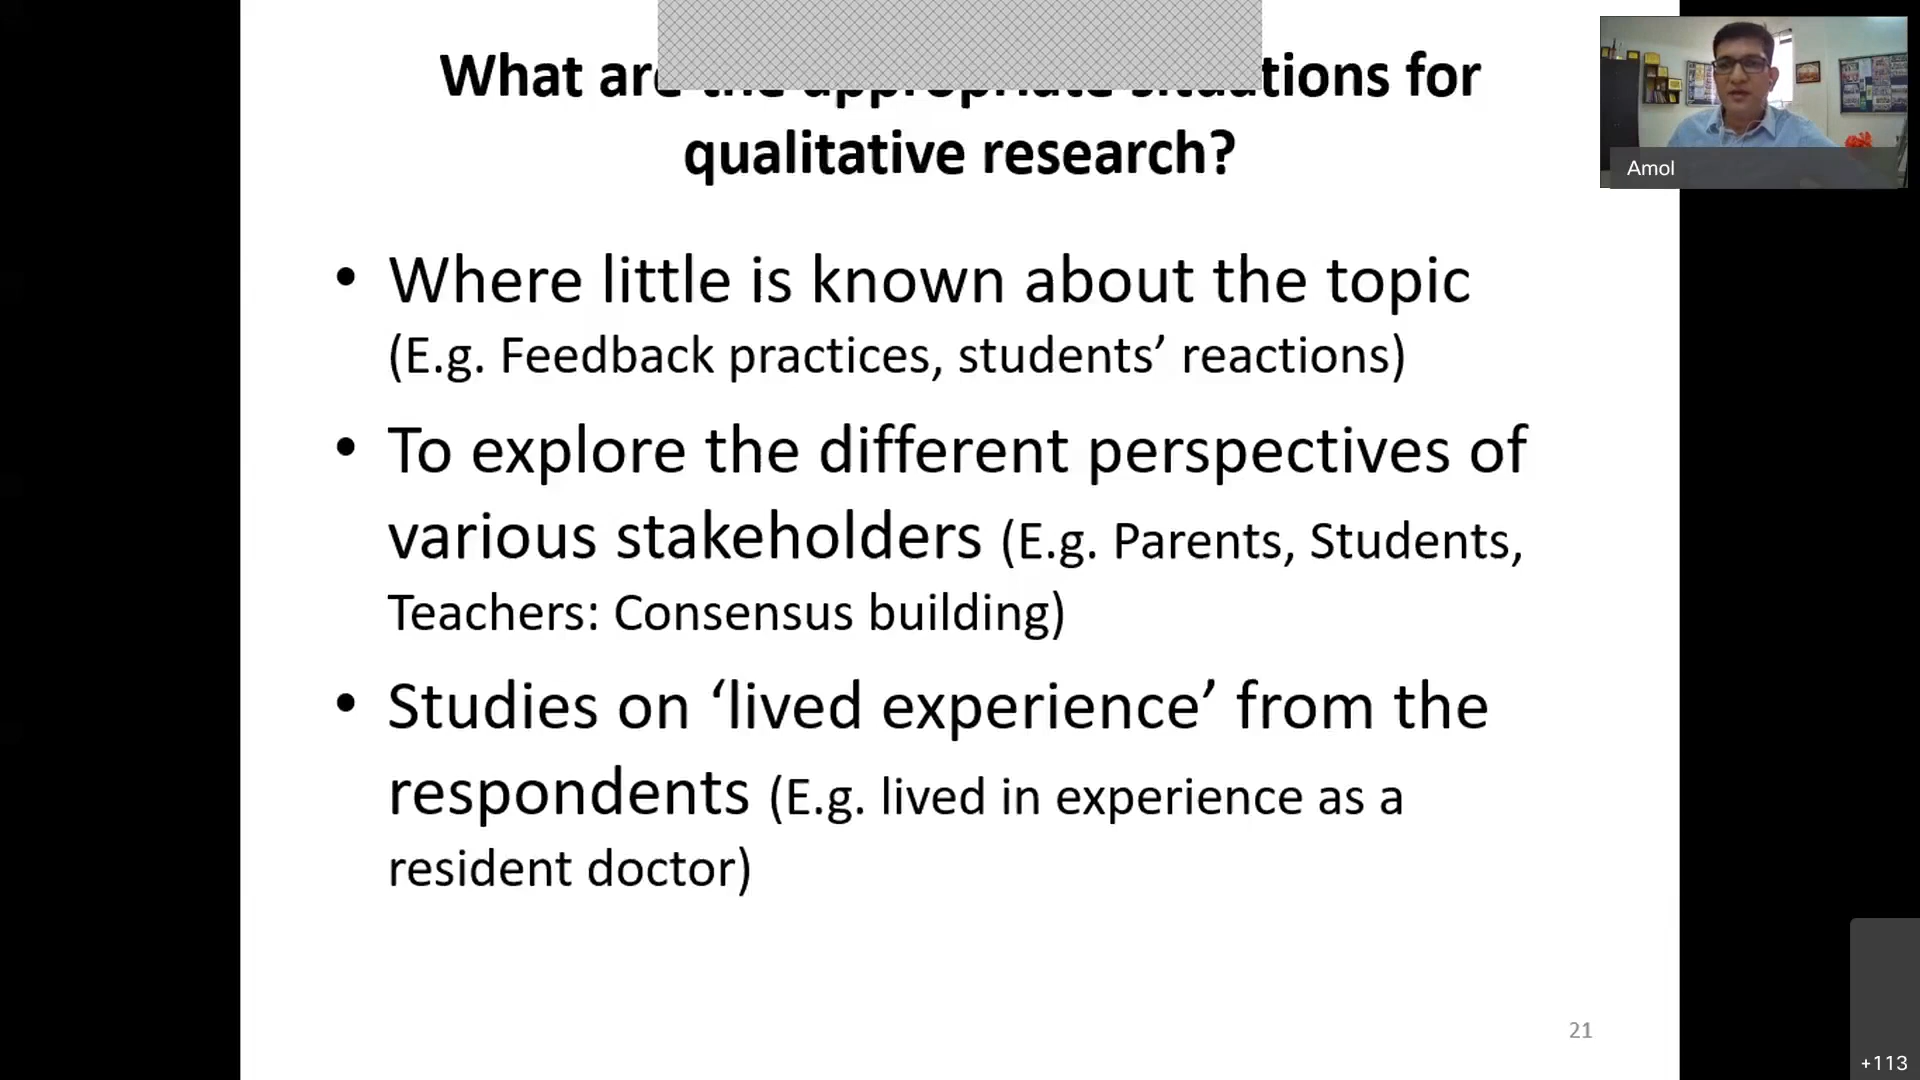 What are the appropriate situations for
qualitative research?
• Where little is known about the topic
(E.g. Feedback practices, students’ reactions)
• To explore the different perspectives of
various stakeholders (E.g. Parents, Students,
Teachers: Consensus building)
• Studies on ‘lived experience’ from the
respondents (E.g. lived in experience as a
resident doctor)
21
Amol
+113